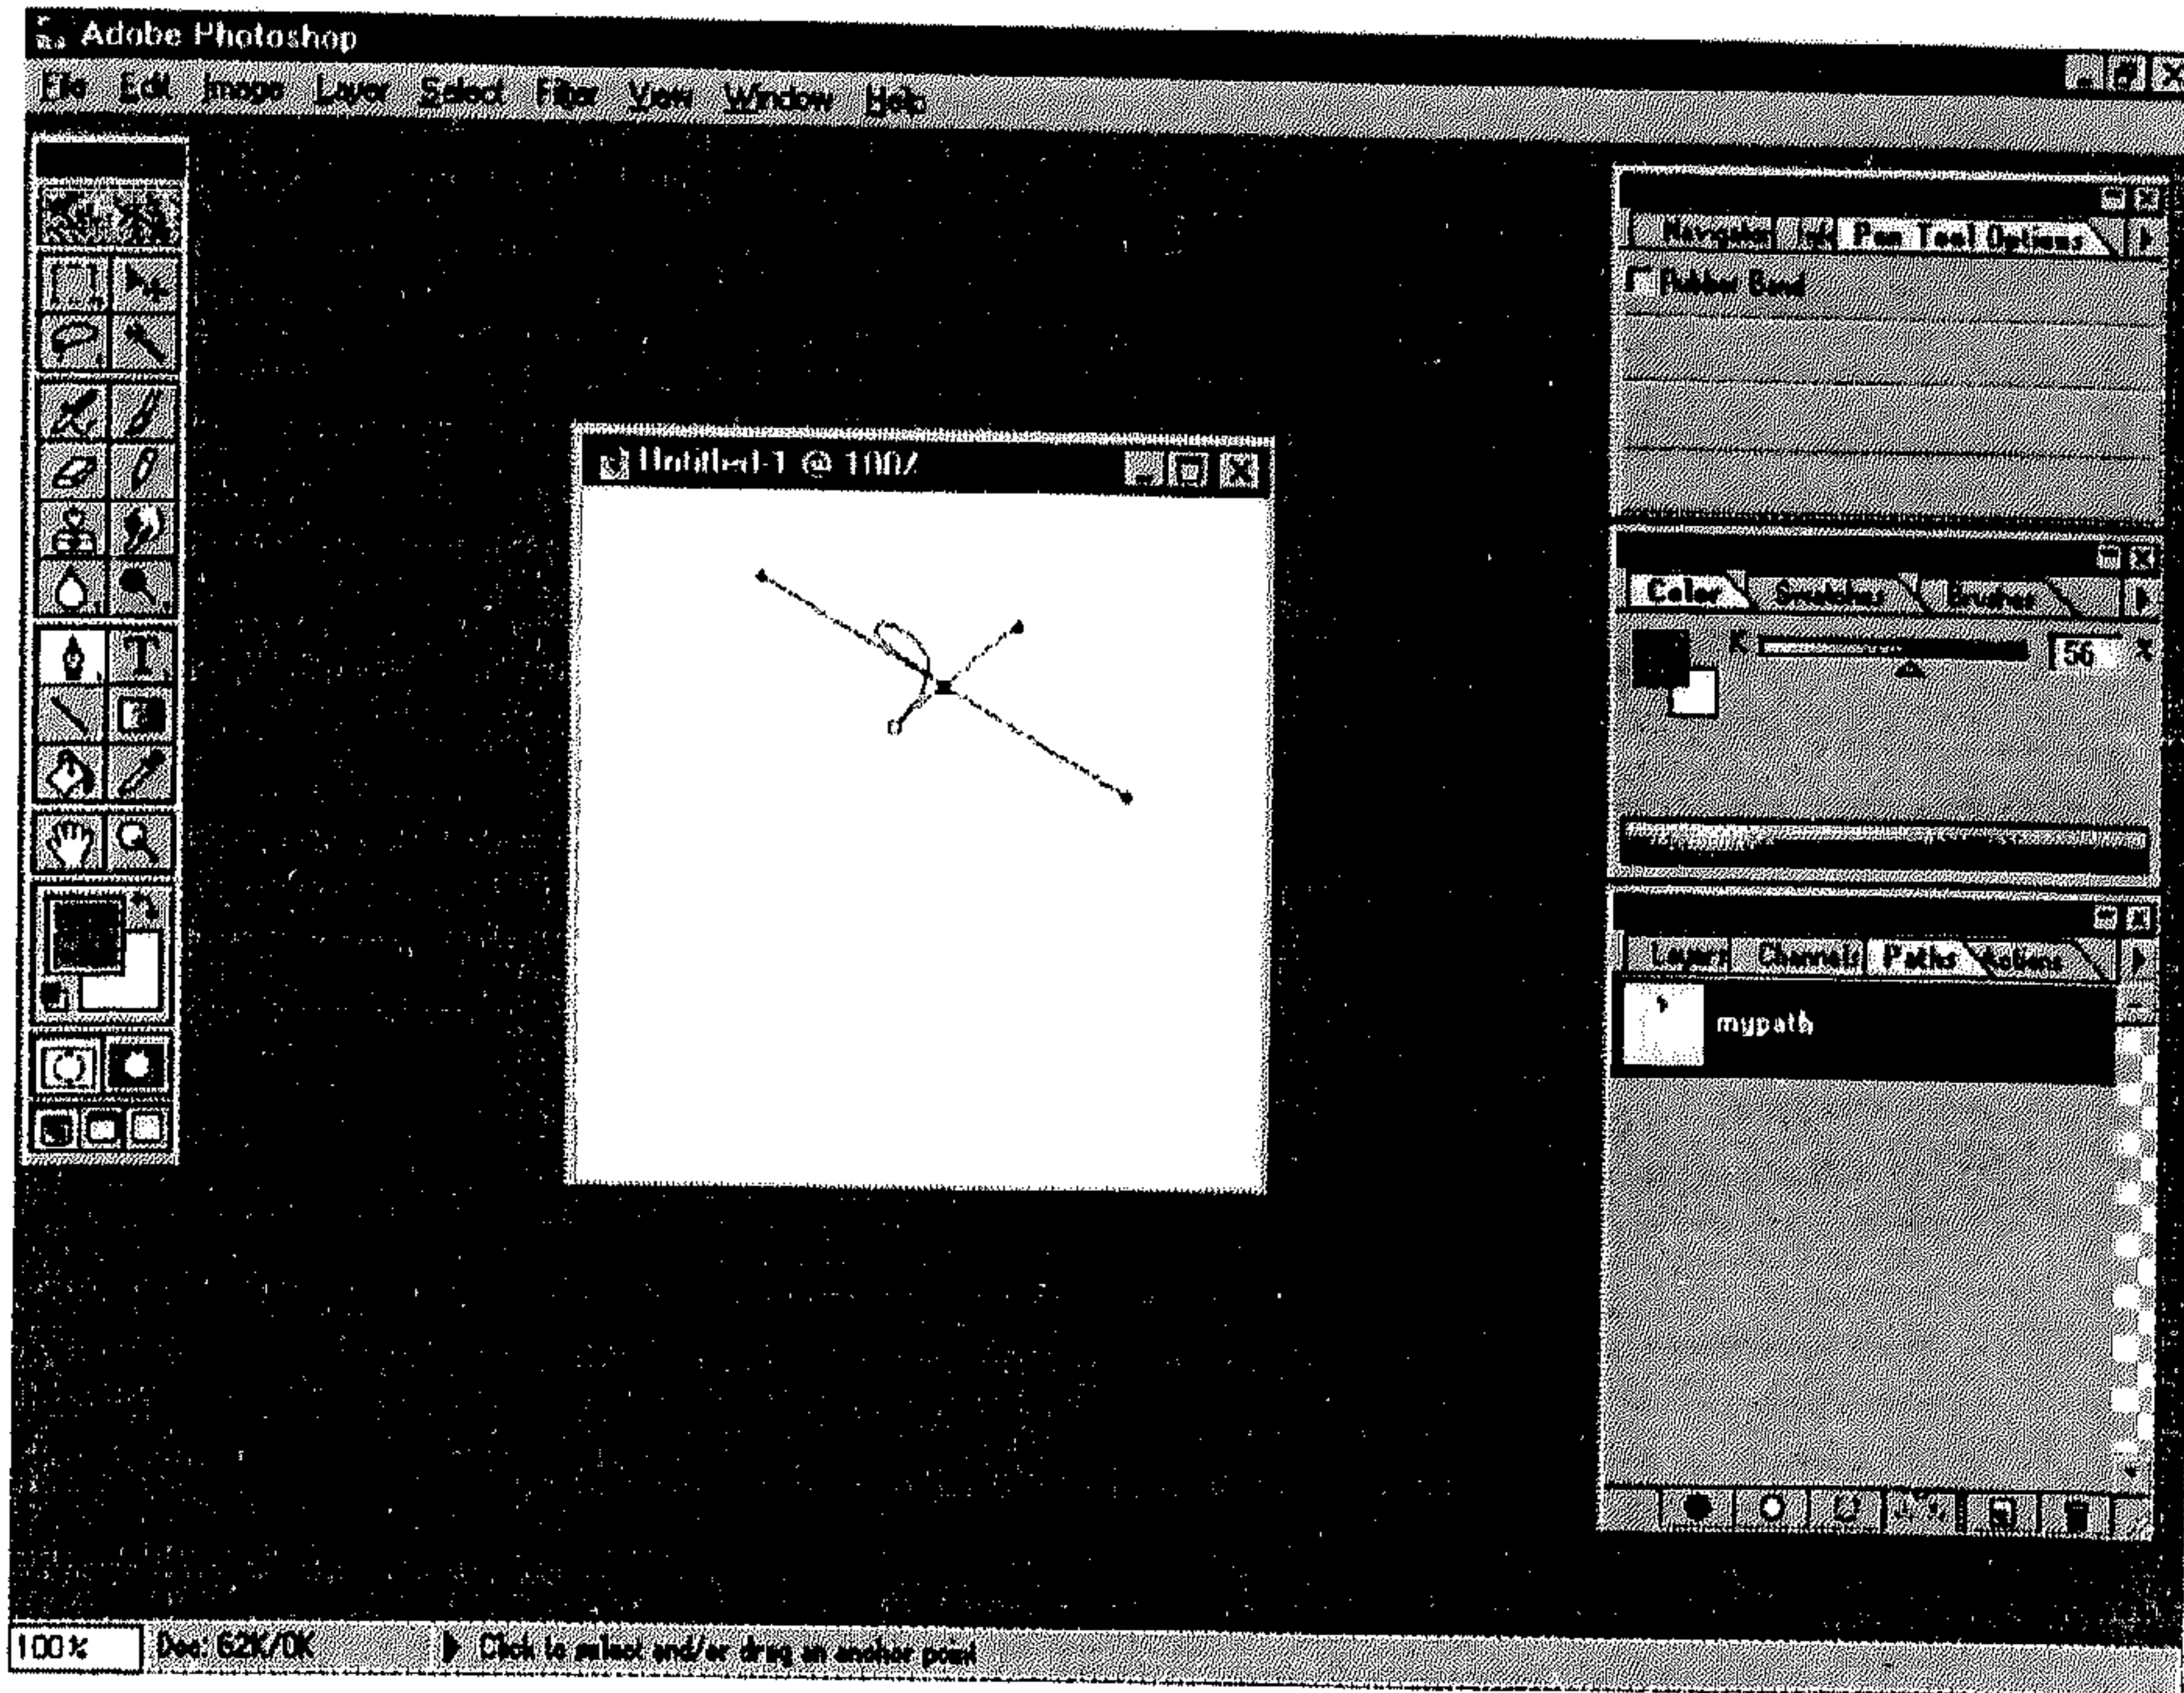 Adobe Photoshop
File Edit Image Layer Select Filter View Window Help
Pen Tool Options
Rubber Band
Untitled-1 @ 100%
Color Swatches Brushes
K 56 %
T
Layers Channels Paths Actions
mypath
100% Doc: 62K/0K Click to select and/or drag an anchor point